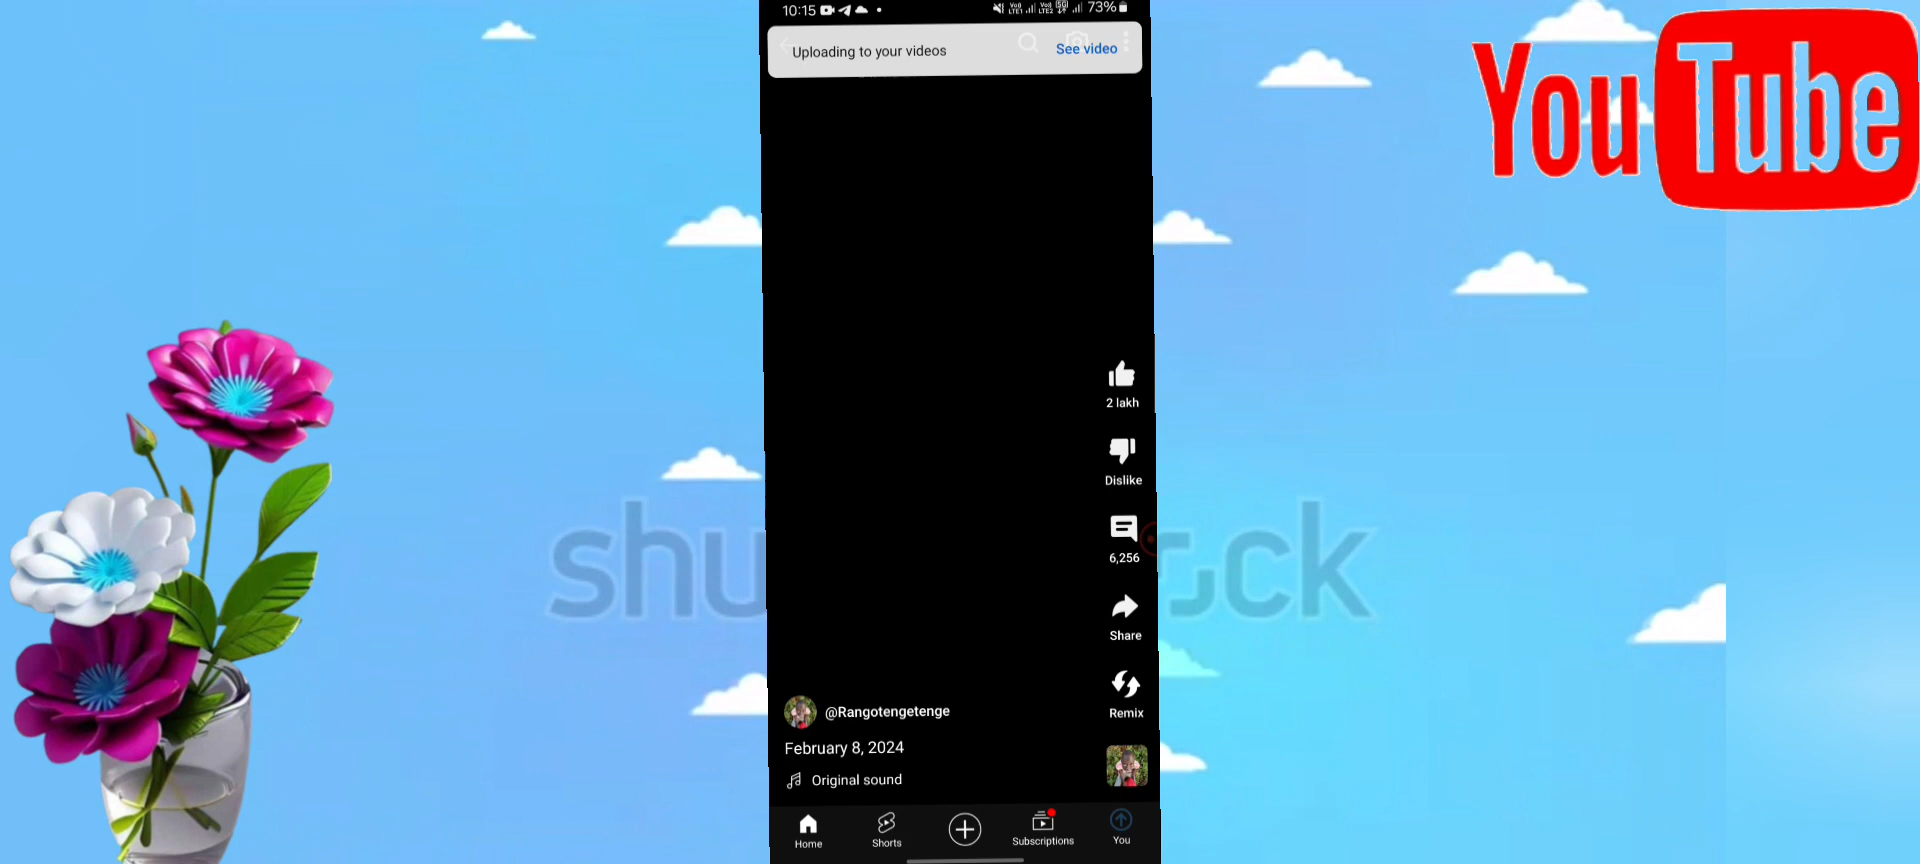 10:15
73%
Uploading to your videos
See video
YouTube
2 lakh
Dislike
6,256
Share
Remix
@Rangotengetenge
February 8, 2024
Original sound
Home
Shorts
Subscriptions
You